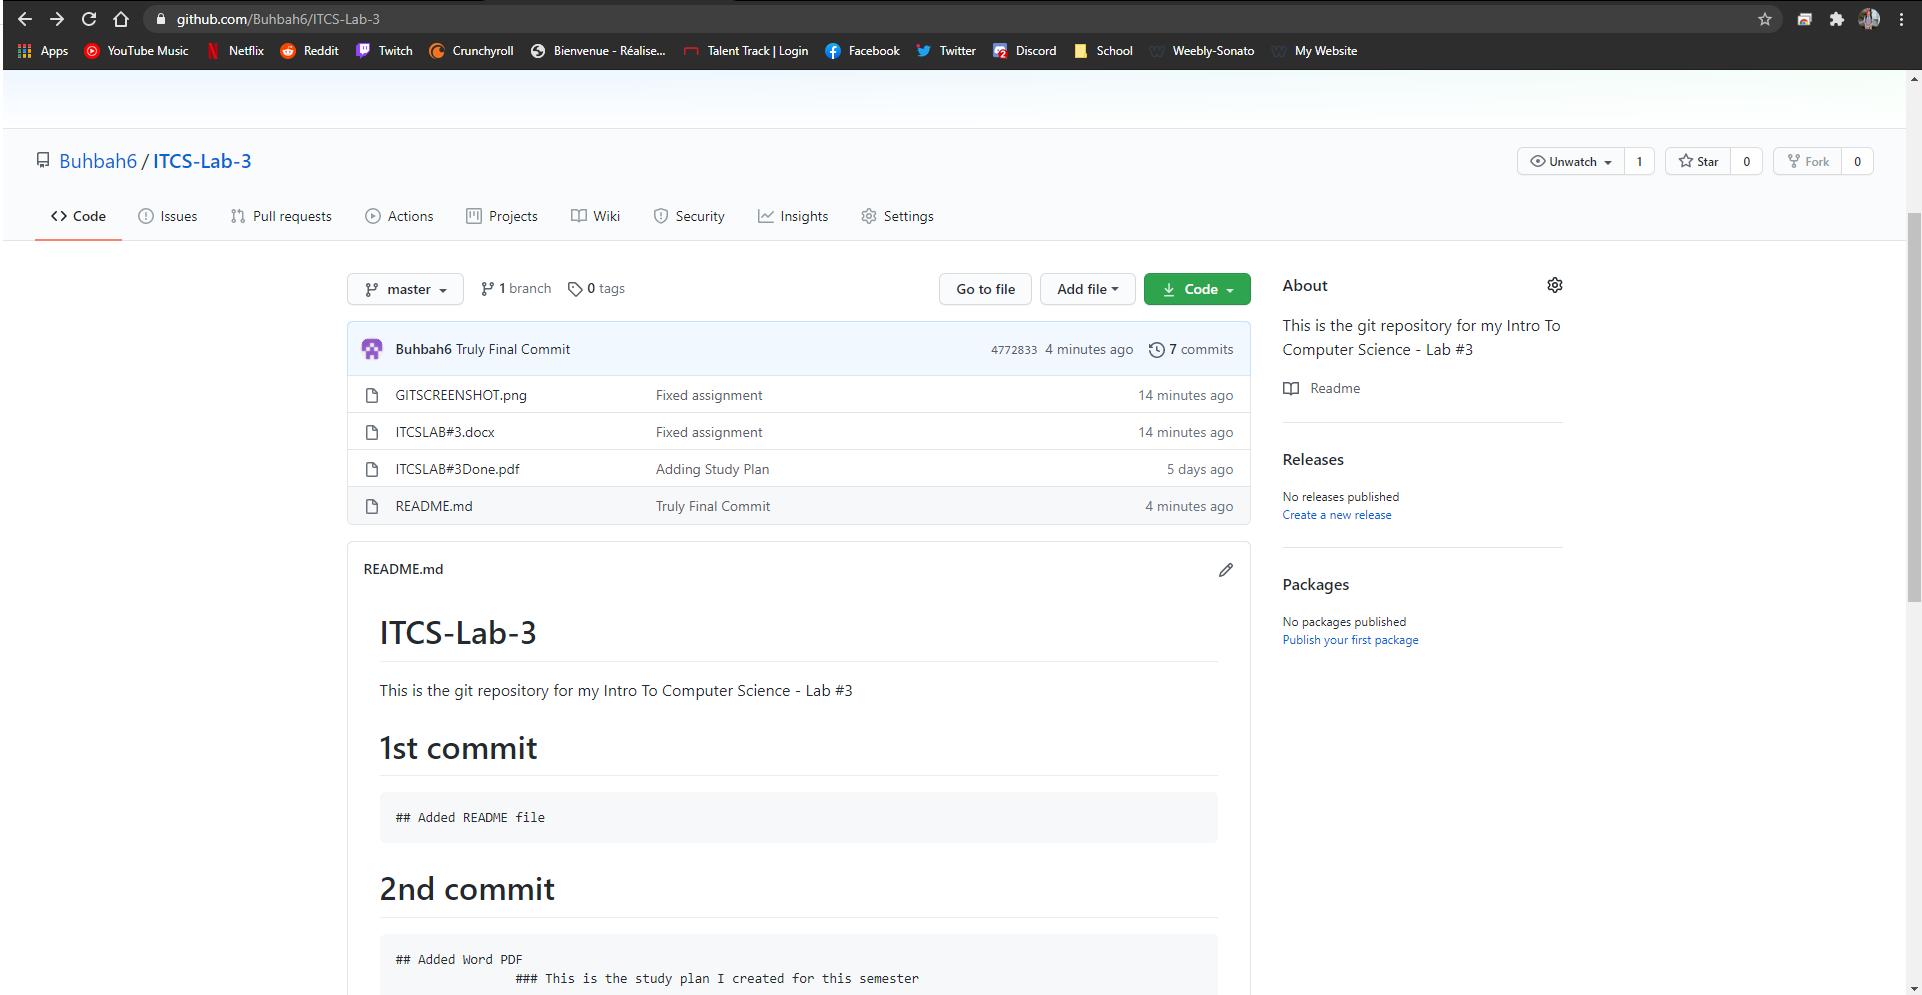 github.com/Buhbah6/ITCS-Lab-3
Apps YouTube Music Netflix Reddit Twitch Crunchyroll Bienvenue - Réalise... Talent Track | Login Facebook Twitter Discord School Weebly-Sonato My Website
Buhbah6 / ITCS-Lab-3
Unwatch 1 Star 0 Fork 0
Code Issues Pull requests Actions Projects Wiki Security Insights Settings
master 1 branch 0 tags Go to file Add file Code
Buhbah6 Truly Final Commit 4772833 4 minutes ago 7 commits
GITSCREENSHOT.png Fixed assignment 14 minutes ago
ITCSLAB#3.docx Fixed assignment 14 minutes ago
ITCSLAB#3Done.pdf Adding Study Plan 5 days ago
README.md Truly Final Commit 4 minutes ago
README.md
ITCS-Lab-3
This is the git repository for my Intro To Computer Science - Lab #3
1st commit
## Added README file
2nd commit
## Added Word PDF
### This is the study plan I created for this semester
About
This is the git repository for my Intro To
Computer Science - Lab #3
Readme
Releases
No releases published
Create a new release
Packages
No packages published
Publish your first package